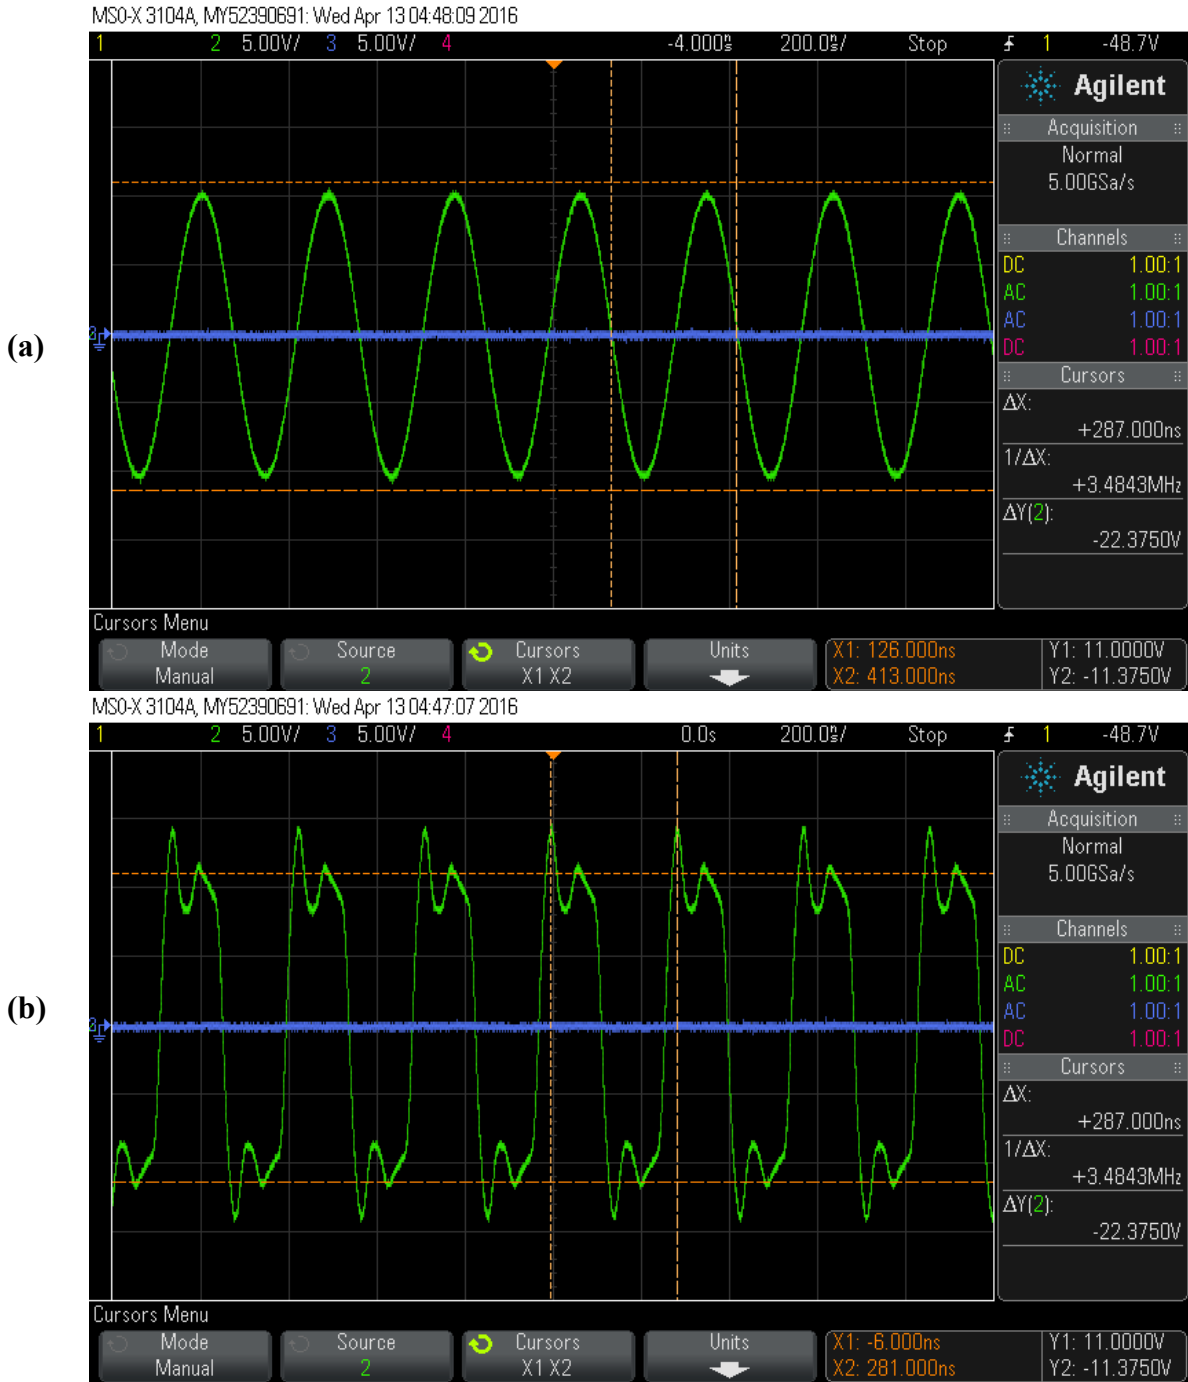 MSO-X 3104A, MY52390691: Wed Apr 13 04:48:09 2016
1 2 5.00V/ 3 5.00V/ 4 -4.000ns 200.0ns/ Stop 1 -48.7V
Agilent
Acquisition
Normal
5.00GSa/s
Channels
DC 1.00:1
AC 1.00:1
AC 1.00:1
DC 1.00:1
(a)
Cursors
ΔX:
+287.000ns
1/ΔX:
+3.4843MHz
ΔY(2):
-22.3750V
Cursors Menu
Mode Source Cursors Units X1: 126.000ns Y1: 11.0000V
Manual 2 X1 X2 X2: 413.000ns Y2: -11.3750V
MSO-X 3104A, MY52390691: Wed Apr 13 04:47:07 2016
1 2 5.00V/ 3 5.00V/ 4 0.0s 200.0ns/ Stop 1 -48.7V
Agilent
Acquisition
Normal
5.00GSa/s
Channels
DC 1.00:1
AC 1.00:1
AC 1.00:1
DC 1.00:1
(b)
Cursors
ΔX:
+287.000ns
1/ΔX:
+3.4843MHz
ΔY(2):
-22.3750V
Cursors Menu
Mode Source Cursors Units X1: -6.000ns Y1: 11.0000V
Manual 2 X1 X2 X2: 281.000ns Y2: -11.3750V